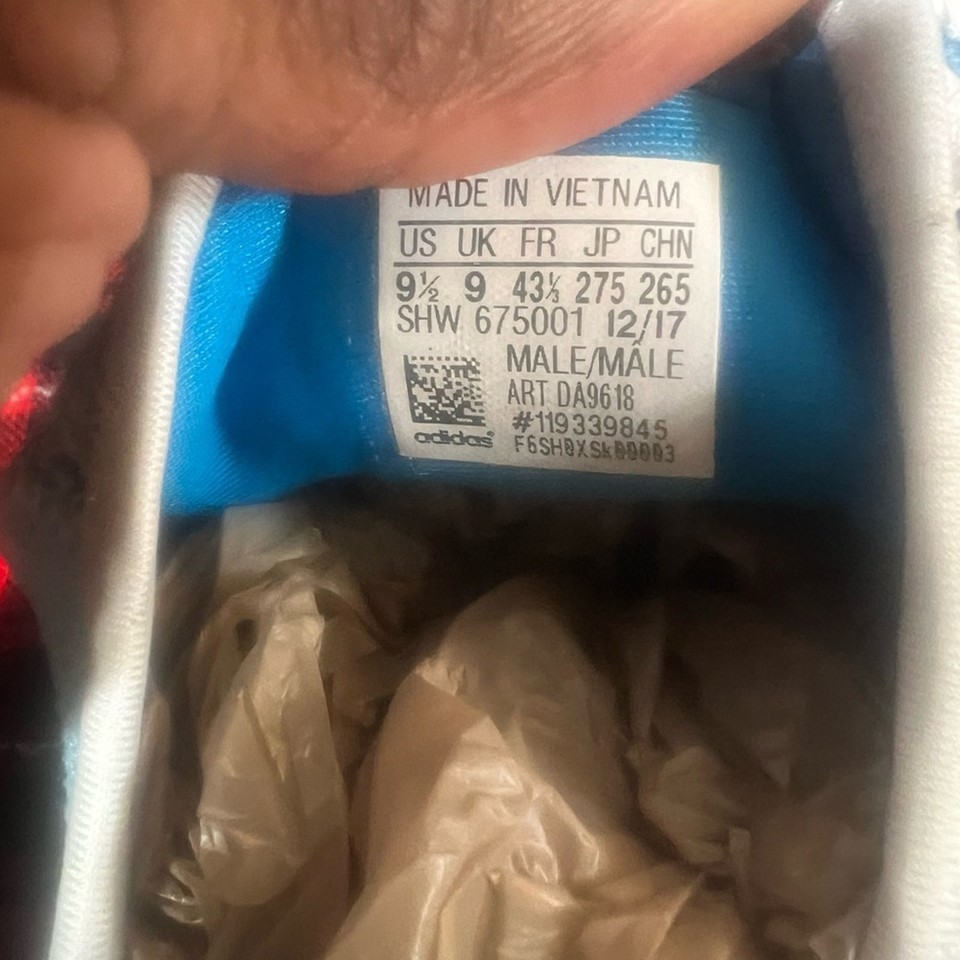 MADE IN VIETNAM
US UK FR JP CHN
9½ 9 43⅓ 275 265
SHW 675001 12/17
MALE/MÂLE
ART DA9618
#119339845
adidas®